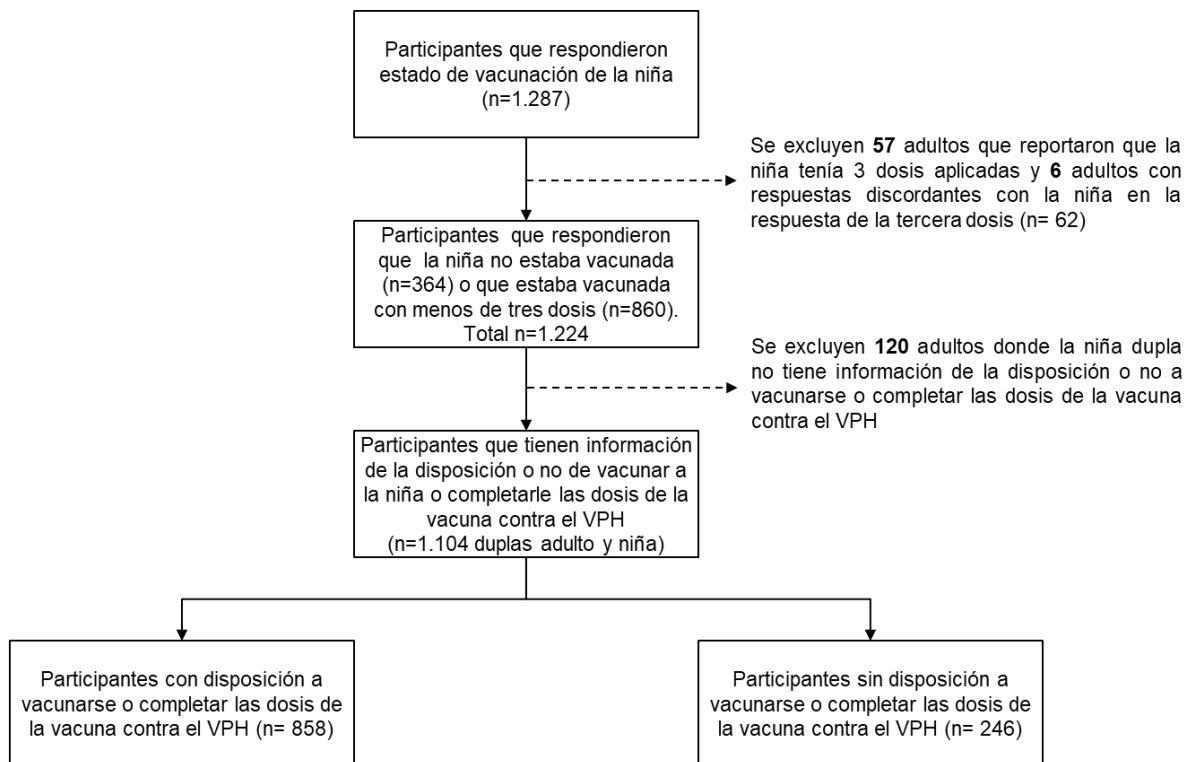 Participantes que respondieron
estado de vacunación de la niña
(n=1.287)
Se excluyen 57 adultos que reportaron que la
niña tenía 3 dosis aplicadas y 6 adultos con
respuestas discordantes con la niña en la
respuesta de la tercera dosis (n= 62)
Participantes que respondieron
que la niña no estaba vacunada
(n=364) o que estaba vacunada
con menos de tres dosis (n=860).
Total n=1.224
Se excluyen 120 adultos donde la niña dupla
no tiene información de la disposición o no a
vacunarse o completar las dosis de la vacuna
contra el VPH
Participantes que tienen información
de la disposición o no de vacunar a
la niña o completarle las dosis de la
vacuna contra el VPH
(n=1.104 duplas adulto y niña)
Participantes con disposición a
vacunarse o completar las dosis de
la vacuna contra el VPH (n= 858)
Participantes sin disposición a
vacunarse o completar las dosis de
la vacuna contra el VPH (n= 246)